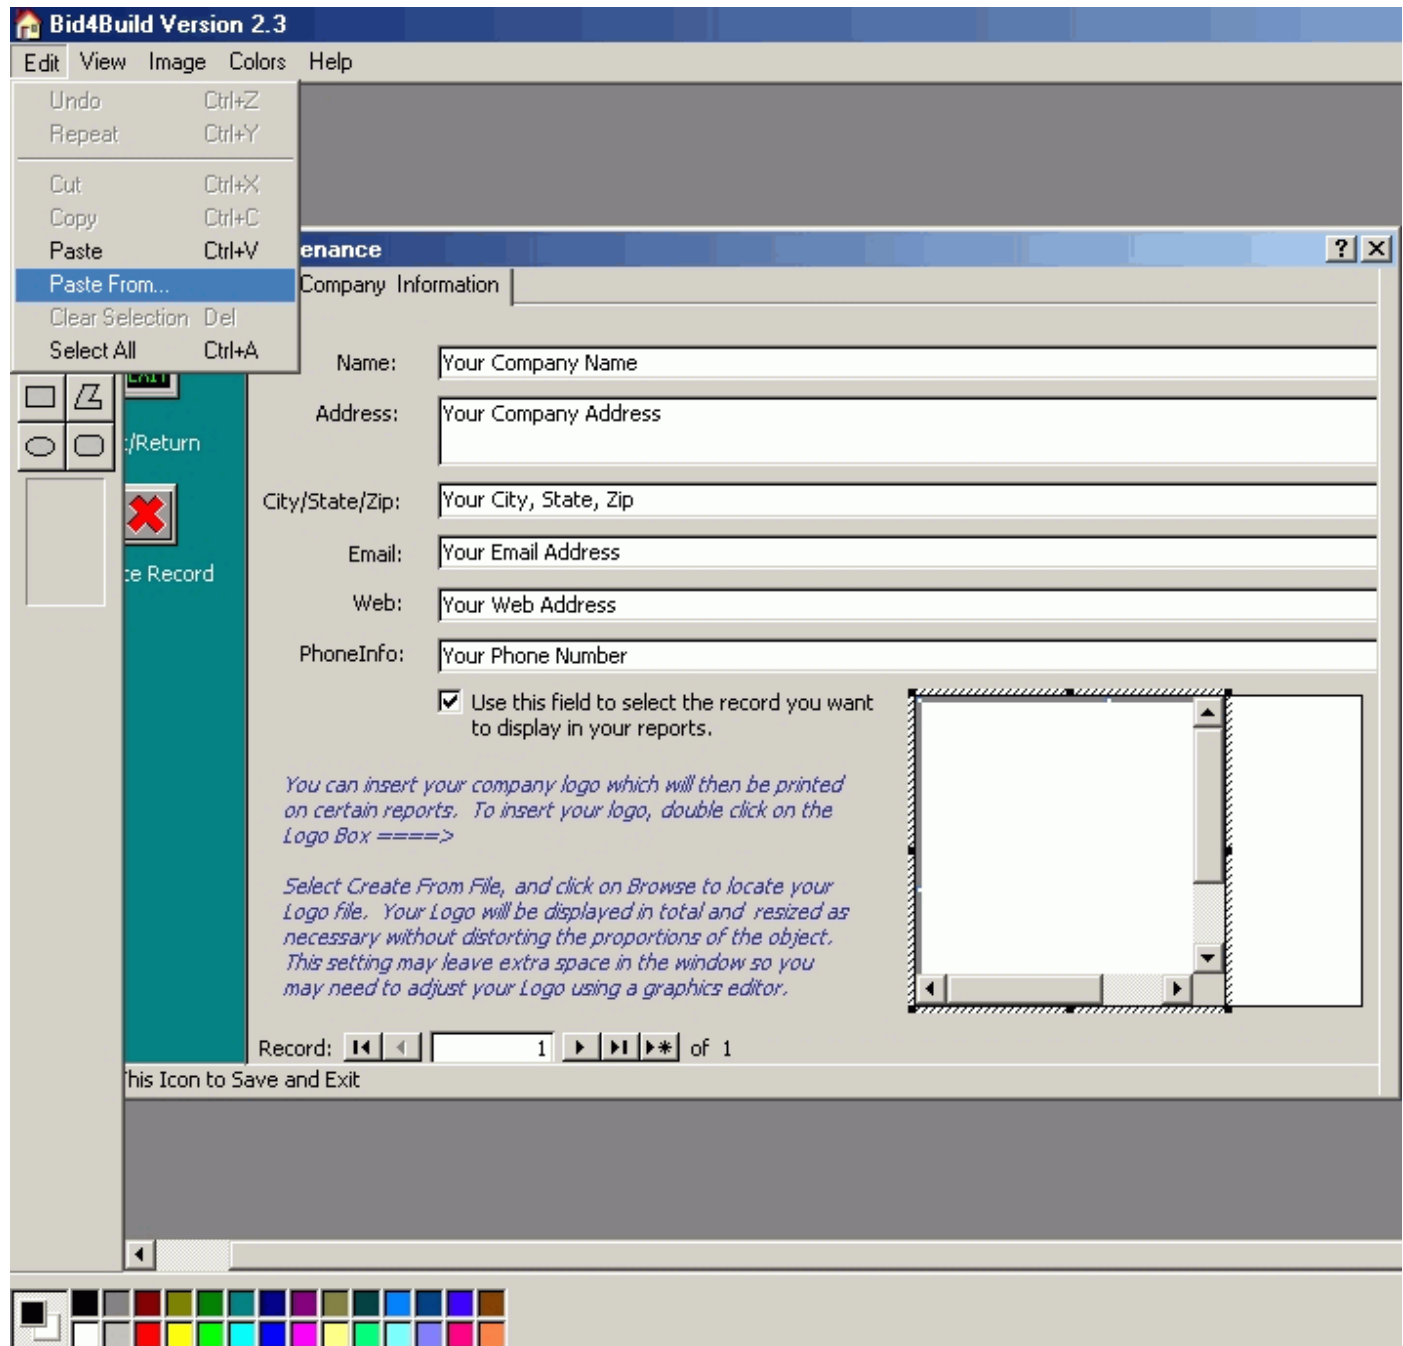 Bid4Build Version 2.3
Edit View Image Colors Help
Undo Ctrl+Z
Repeat Ctrl+Y
Cut Ctrl+X
Copy Ctrl+C
Paste Ctrl+V
Paste From...
Clear Selection Del
Select All Ctrl+A
enance
Company Information
Name: Your Company Name
EXIT
Address: Your Company Address
:/Return
City/State/Zip: Your City, State, Zip
Email: Your Email Address
te Record
Web: Your Web Address
PhoneInfo: Your Phone Number
Use this field to select the record you want
to display in your reports.
You can insert your company logo which will then be printed
on certain reports. To insert your logo, double click on the
Logo Box ====>
Select Create From File, and click on Browse to locate your
Logo file. Your Logo will be displayed in total and resized as
necessary without distorting the proportions of the object.
This setting may leave extra space in the window so you
may need to adjust your Logo using a graphics editor.
Record: 1 of 1
his Icon to Save and Exit